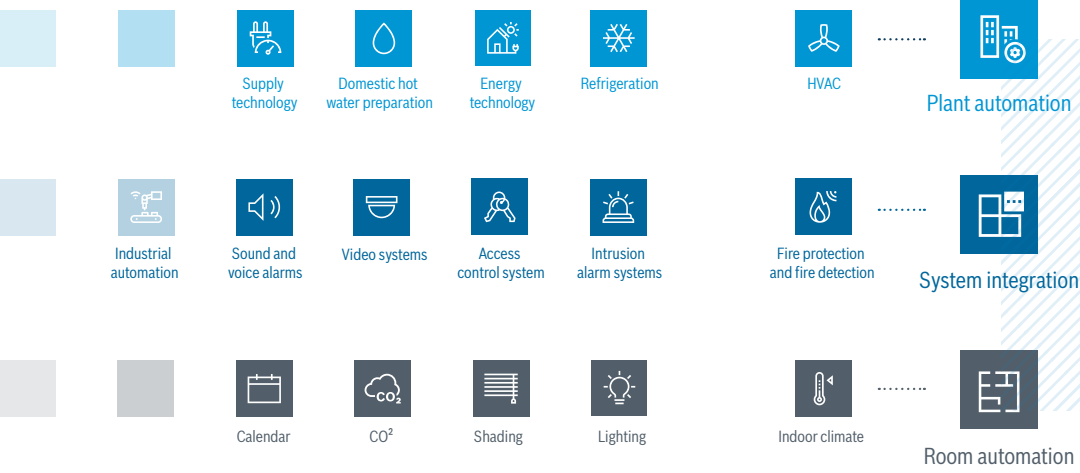 Supply
technology
Domestic hot
water preparation
Energy
technology
Refrigeration
HVAC
Plant automation
Industrial
automation
Sound and
voice alarms
Video systems
Access
control system
Intrusion
alarm systems
Fire protection
and fire detection
System integration
CO₂
Calendar
CO²
Shading
Lighting
Indoor climate
Room automation